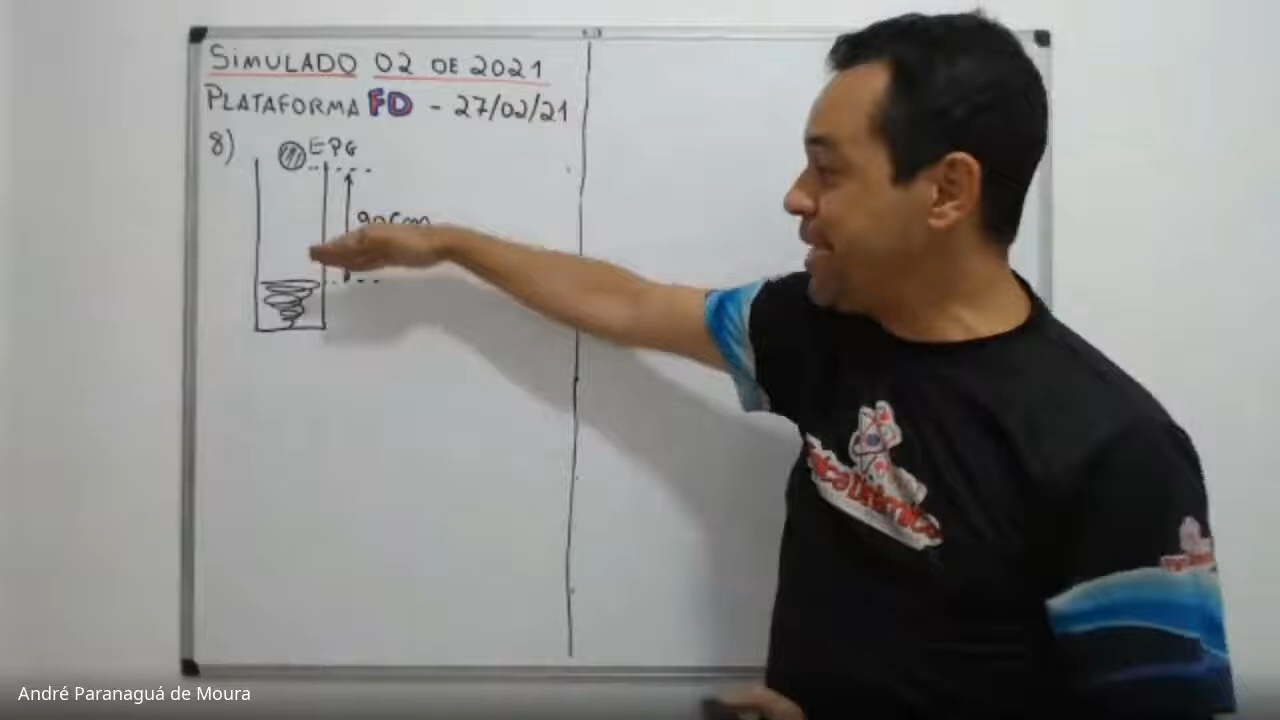 SIMULADO 02 DE 2021
PLATAFORMA FD - 27/02/21
8)
EPG
90cm
André Paranaguá de Moura